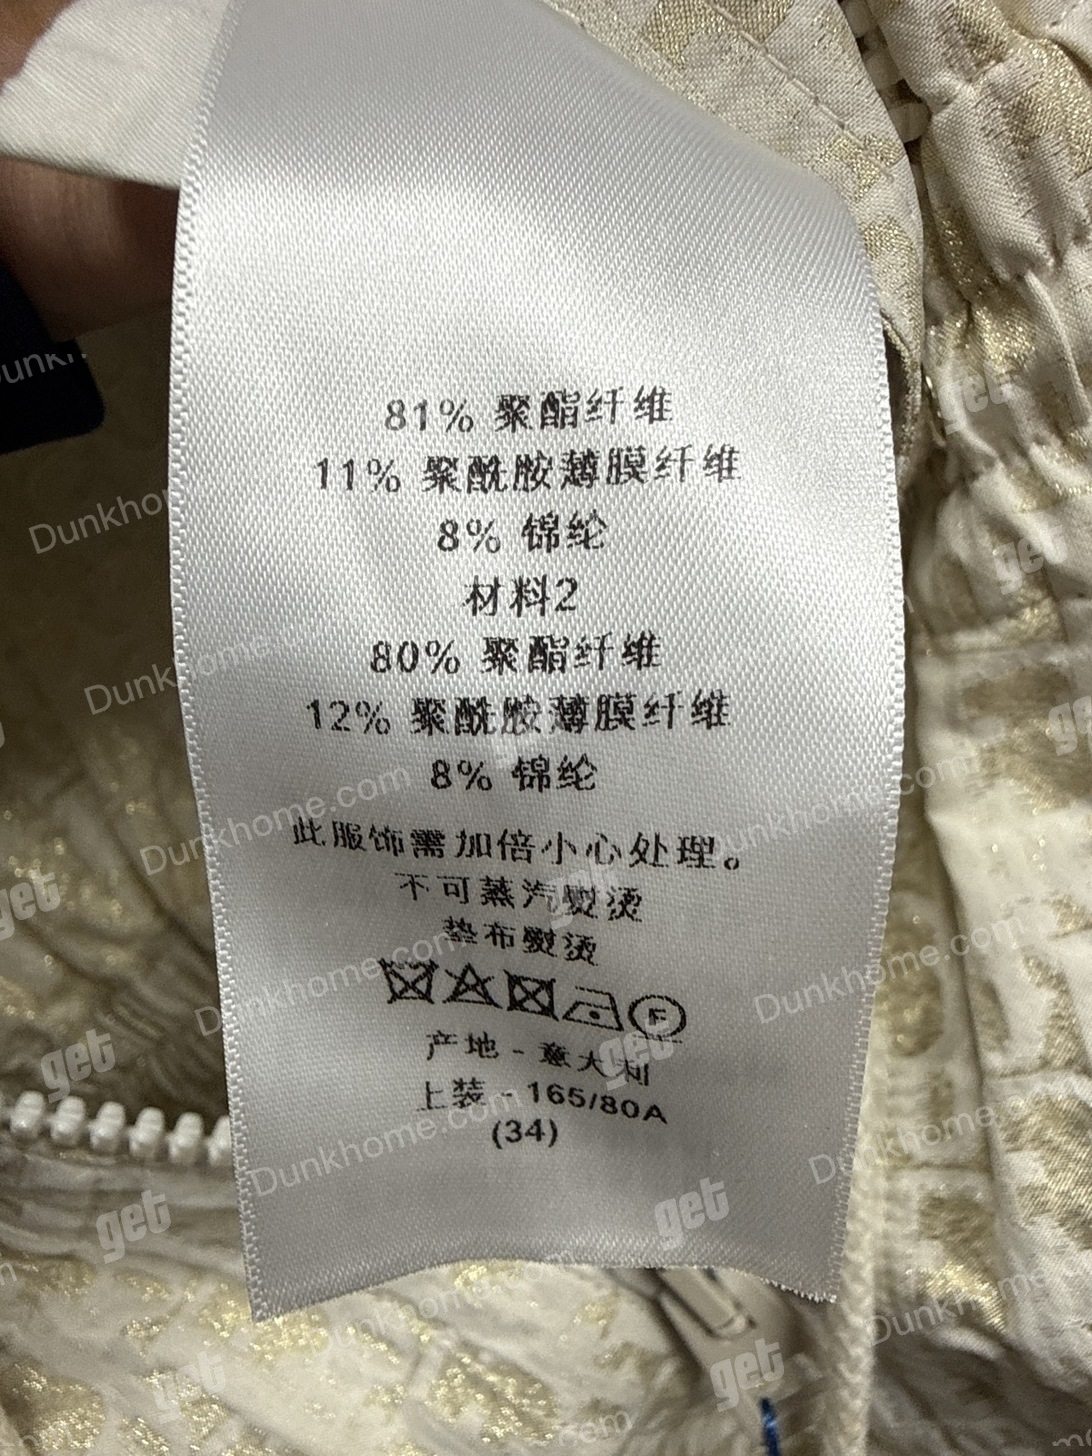 81% 聚酯纤维
11% 聚酰胺薄膜纤维
8% 锦纶
材料2
80% 聚酯纤维
12% 聚酰胺薄膜纤维
8% 锦纶
此服饰需加倍小心处理。
不可蒸汽熨烫
垫布熨烫
F
产地 - 意大利
上装 - 165/80A
(34)
Dunkhome.com
get